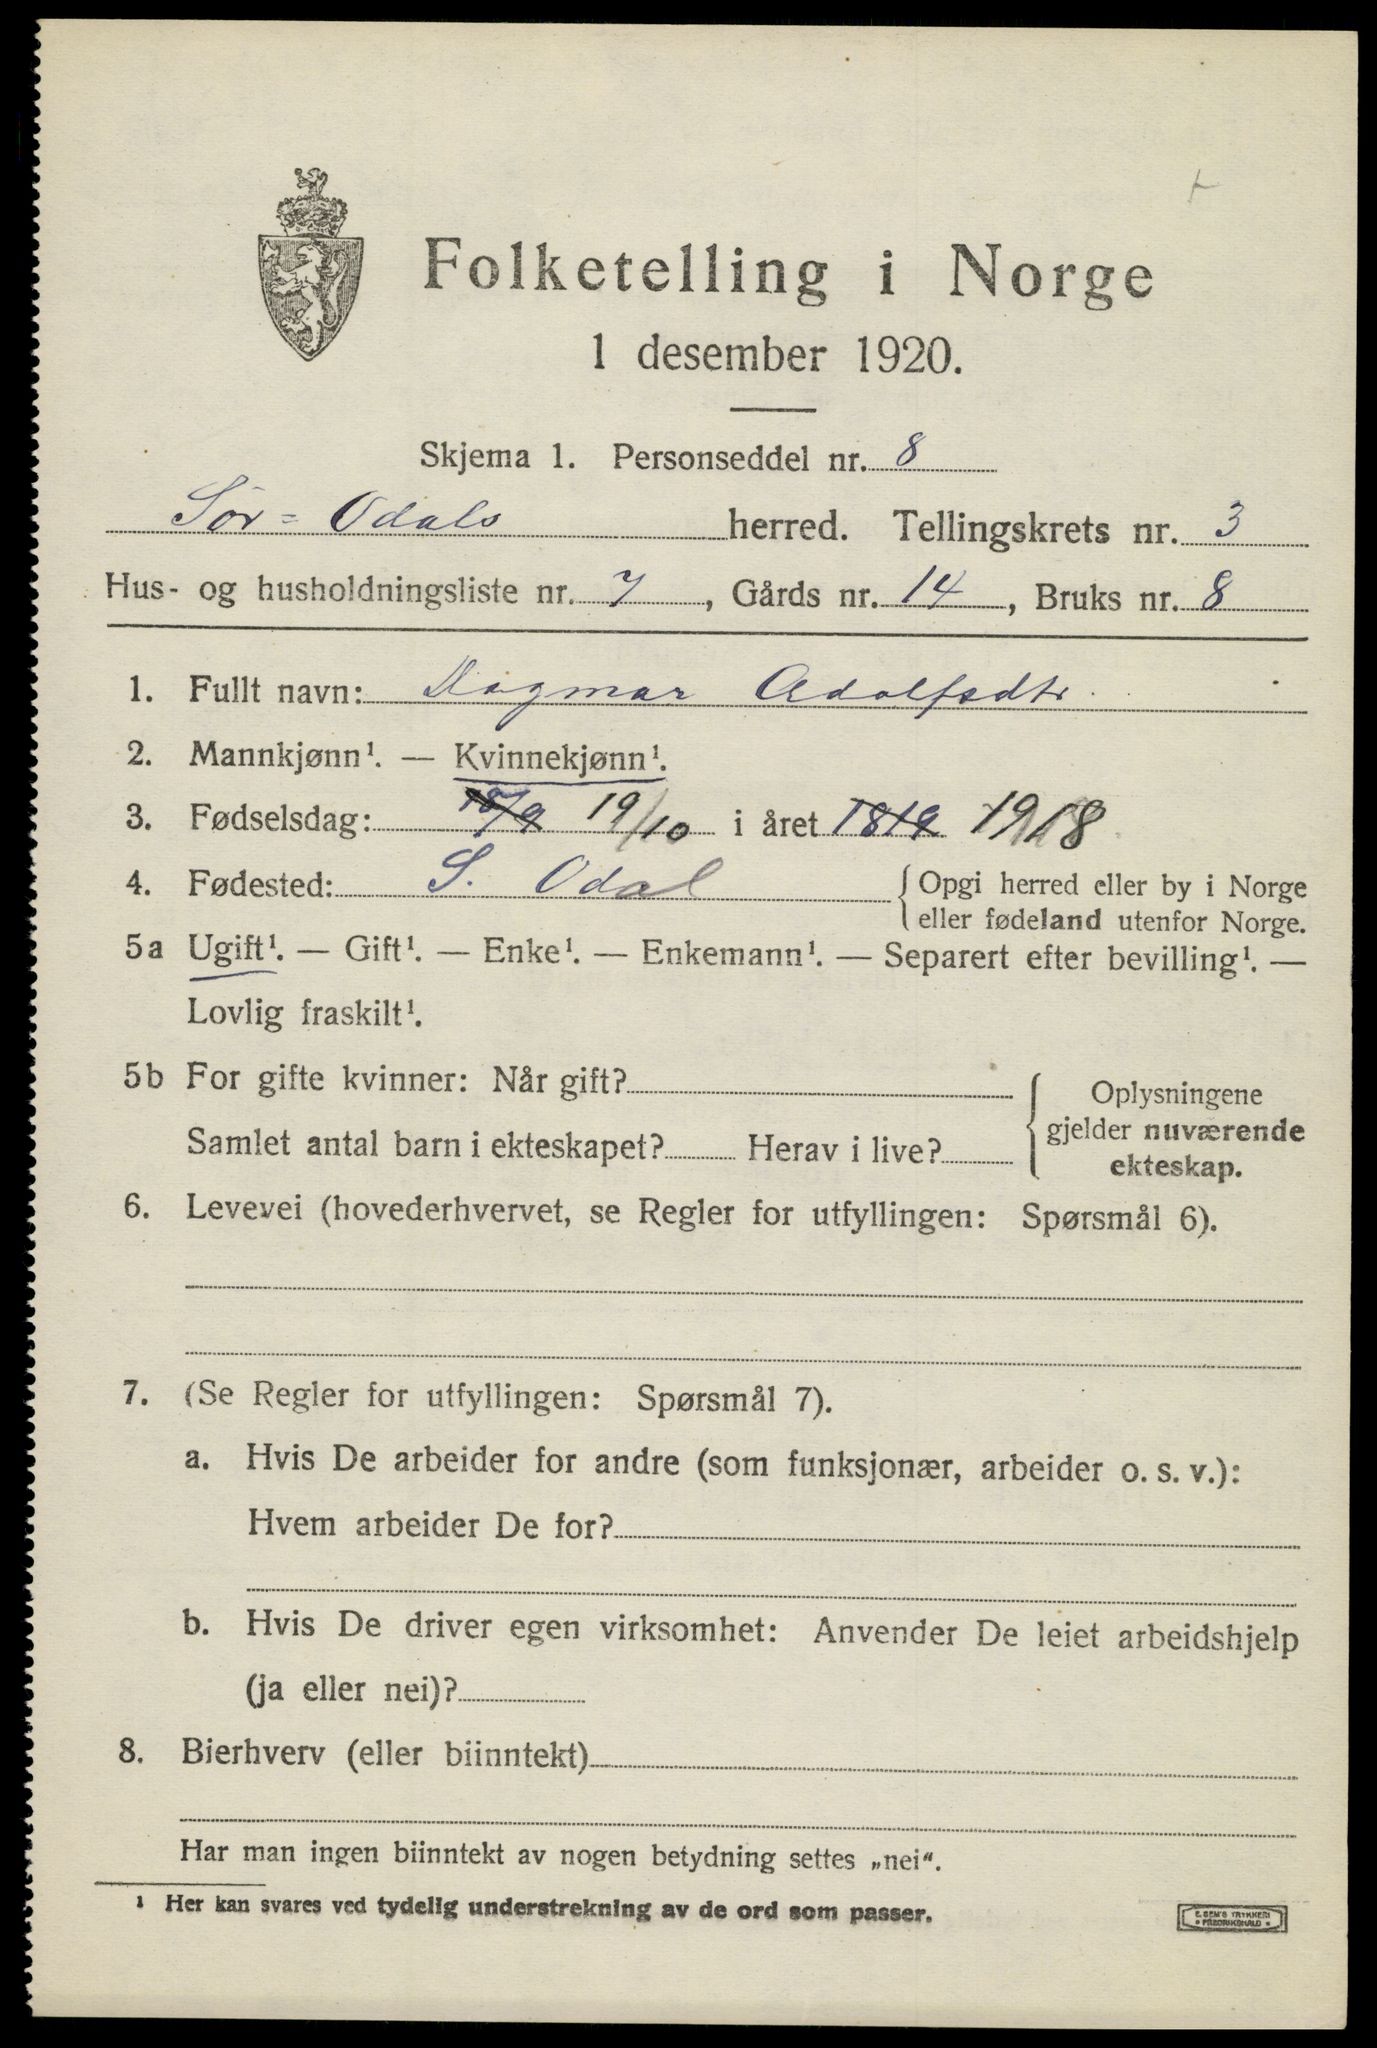 Folketelling i Norge
1 desember 1920.
Skjema 1. Personseddel nr. 8
Sør=Odals herred. Tellingskrets nr. 3
Hus- og husholdningsliste nr. 7, Gårds nr. 14, Bruks nr. 8
1. Fullt navn: Dagmar Adolfsdtr.
2. Mannkjønn¹. — Kvinnekjønn¹.
3. Fødselsdag: 18/9 19/10 i året 1819 1918
4. Fødested: S. Odal {Opgi herred eller by i Norge
eller fødeland utenfor Norge.
5a Ugift¹. — Gift¹. — Enke¹. — Enkemann¹. — Separert efter bevilling¹. —
Lovlig fraskilt¹.
5b For gifte kvinner: Når gift?
Samlet antal barn i ekteskapet? Herav i live?
Oplysningene
gjelder nuværende
ekteskap.
6. Levevei (hovederhvervet, se Regler for utfyllingen: Spørsmål 6).
7. (Se Regler for utfyllingen: Spørsmål 7).
a. Hvis De arbeider for andre (som funksjonær, arbeider o. s. v.):
Hvem arbeider De for?
b. Hvis De driver egen virksomhet: Anvender De leiet arbeidshjelp
(ja eller nei)?
8. Bierhverv (eller biinntekt)
Har man ingen biinntekt av nogen betydning settes „nei“.
¹ Her kan svares ved tydelig understrekning av de ord som passer.
E. SEM'S TRYKKERI
FREDRIKSHALD